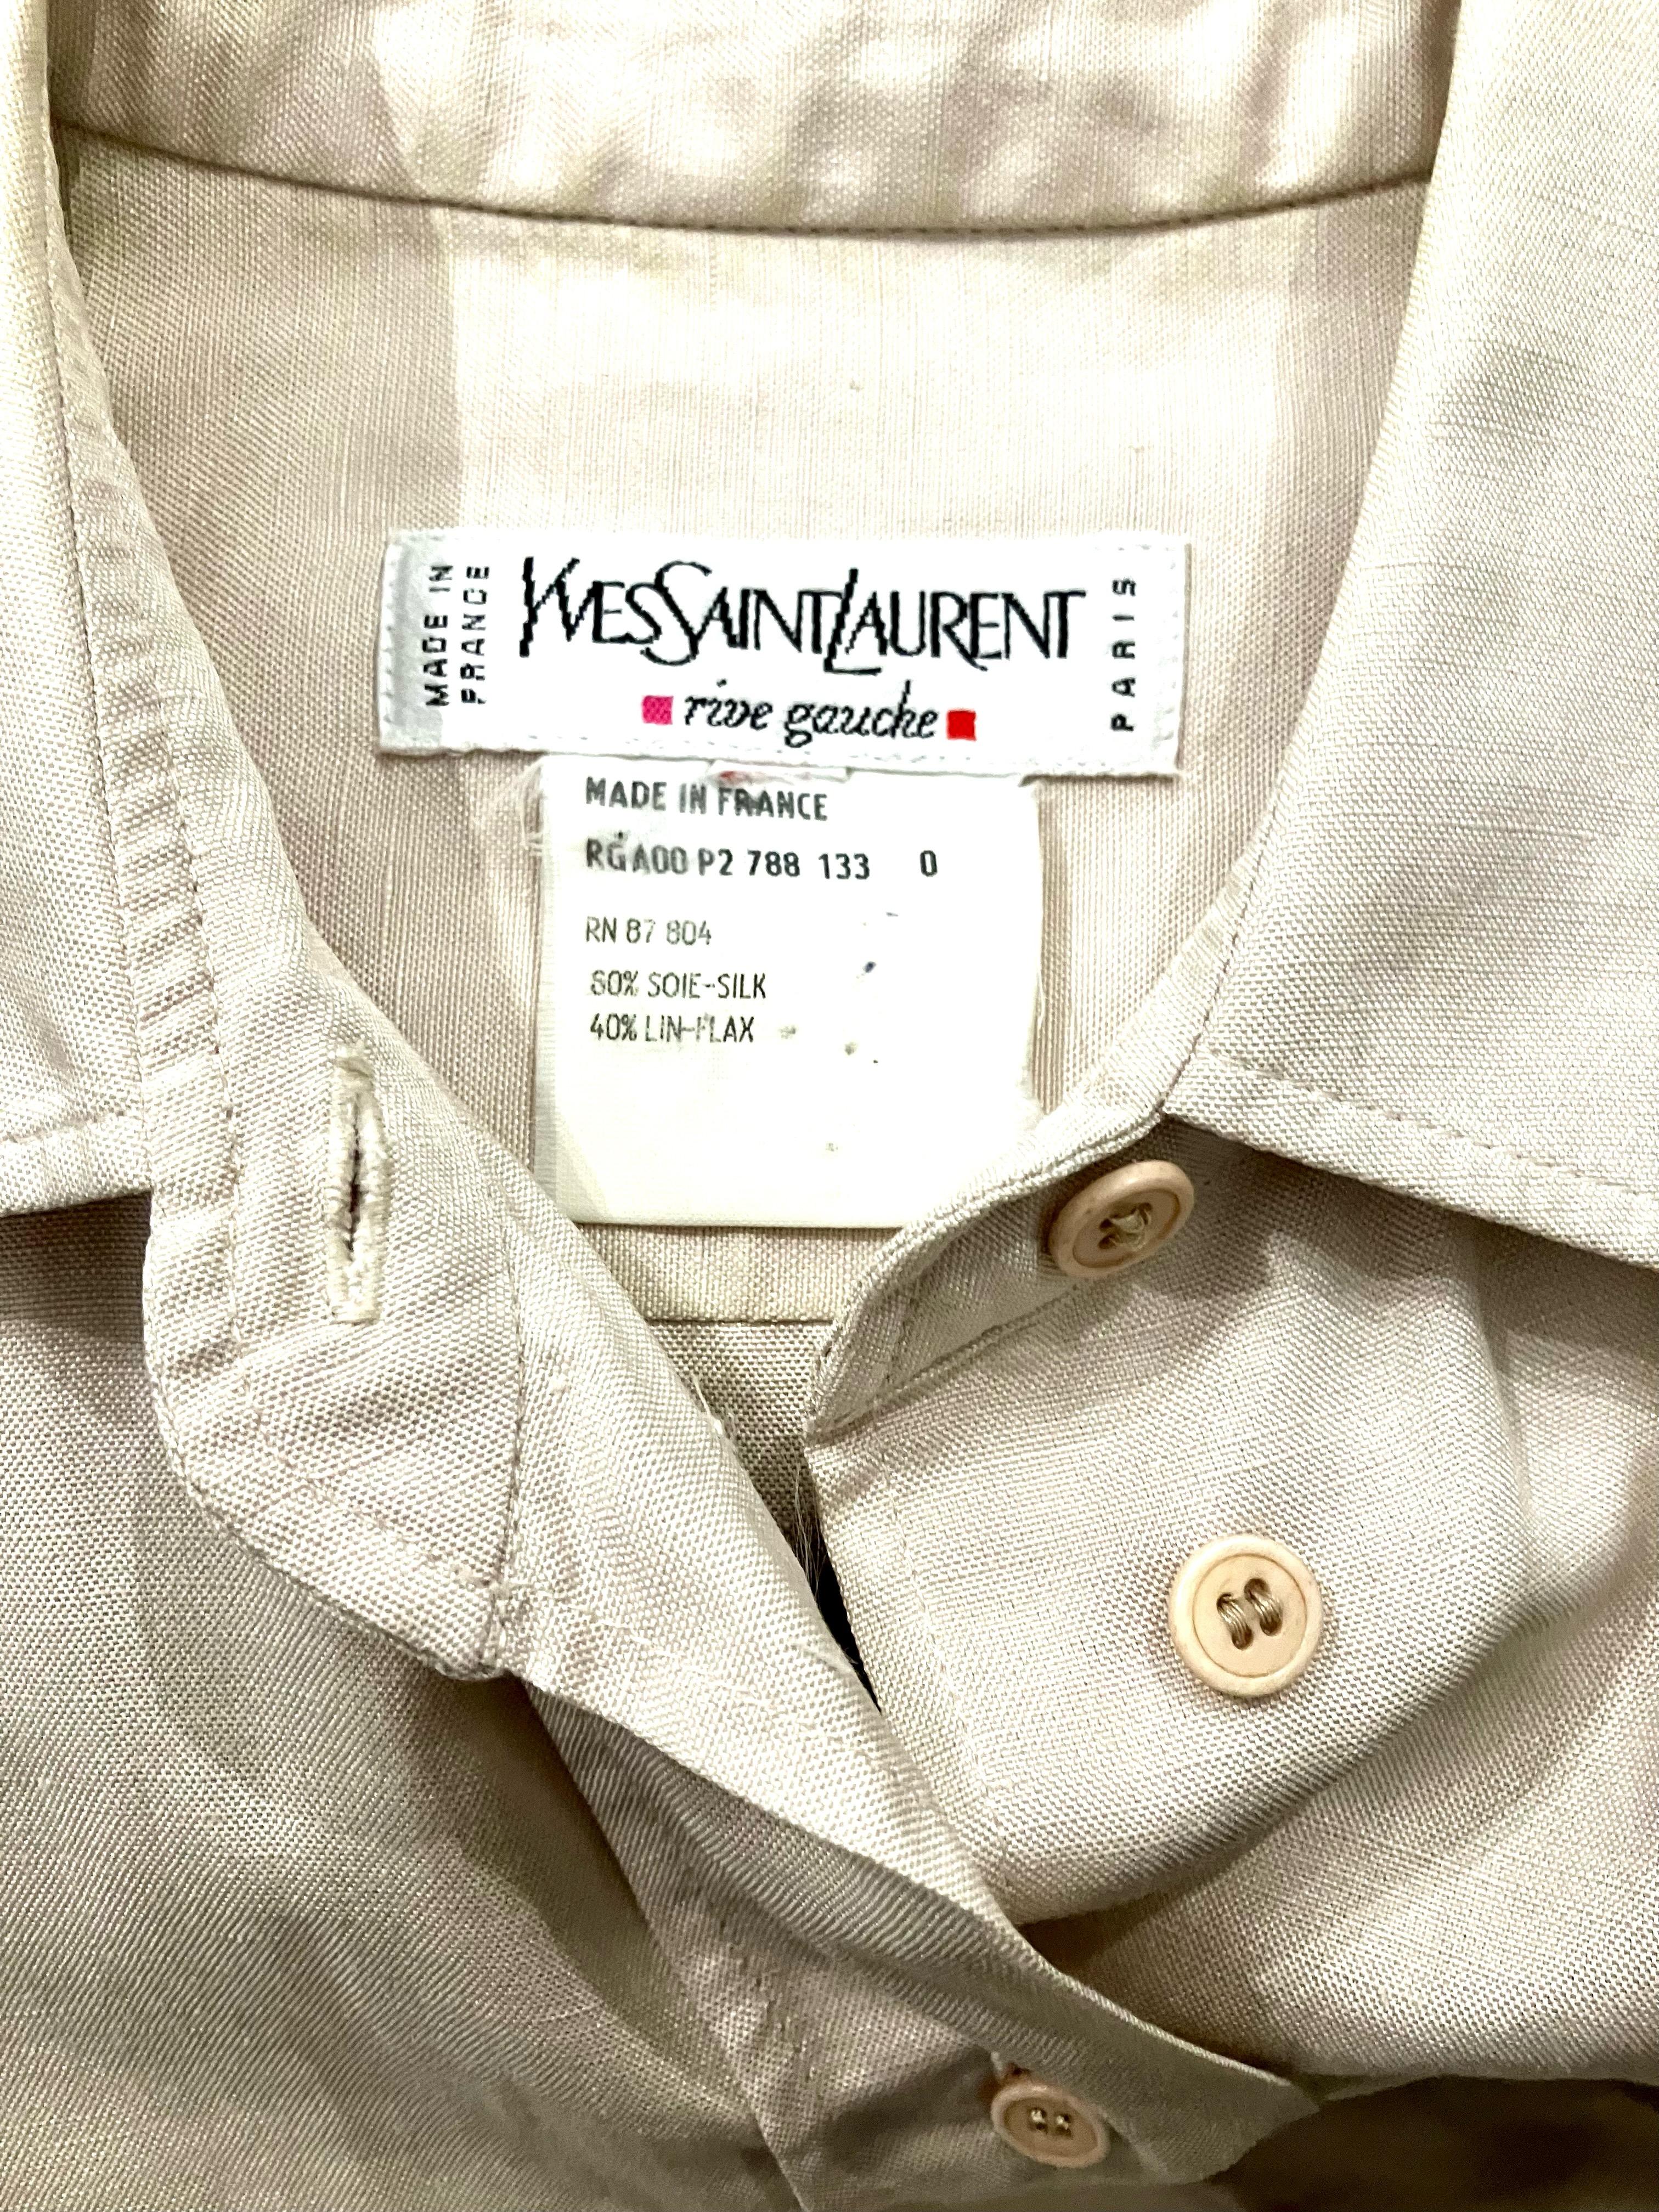 MADE IN
FRANCE
YVESSAINTLAURENT
rive gauche
PARIS
MADE IN FRANCE
RGA00 P2 788 133 0
RN 87 804
60% SOIE-SILK
40% LIN-FLAX